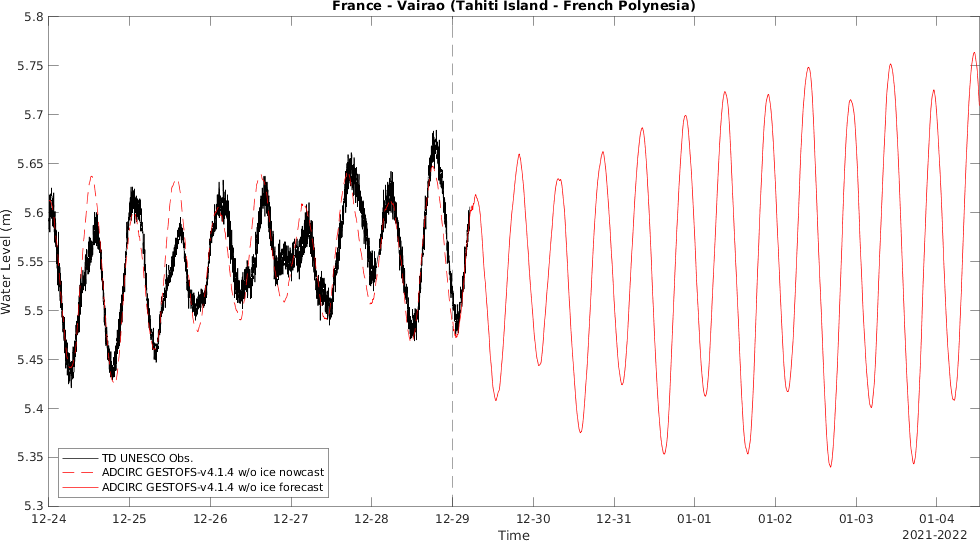 France - Vairao (Tahiti Island - French Polynesia)
5.8
5.75
5.7
5.65
5.6
5.55
5.5
5.45
5.4
5.35
5.3
Water Level (m)
TD UNESCO Obs.
ADCIRC GESTOFS-v4.1.4 w/o ice nowcast
ADCIRC GESTOFS-v4.1.4 w/o ice forecast
12-24 12-25 12-26 12-27 12-28 12-29 12-30 12-31 01-01 01-02 01-03 01-04
Time
2021-2022